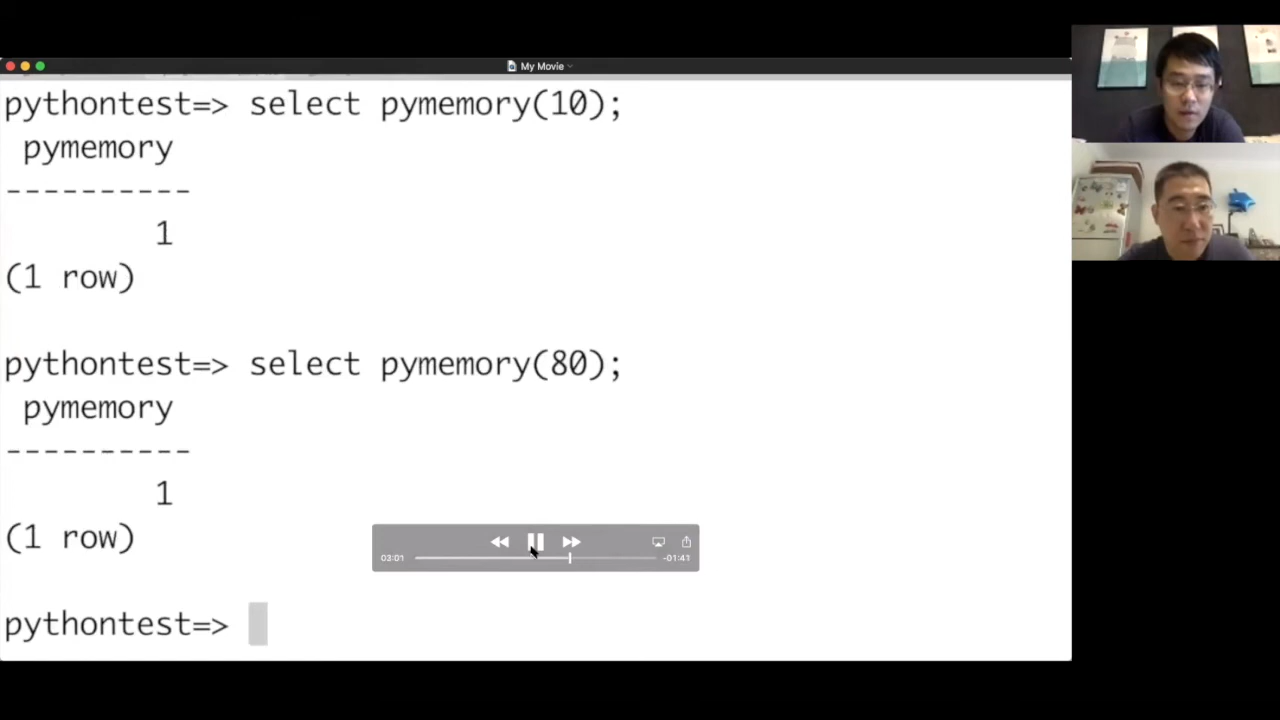 My Movie
pythontest=> select pymemory(10);
pymemory
----------
1
(1 row)
pythontest=> select pymemory(80);
pymemory
----------
1
(1 row)
03:01
-01:41
pythontest=>